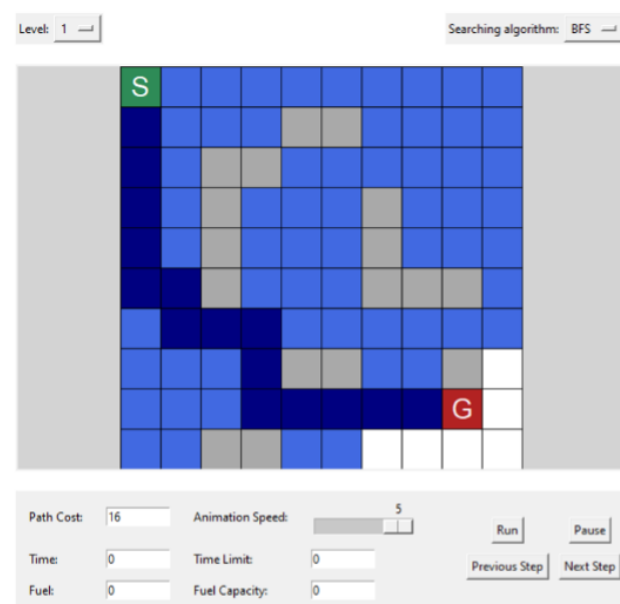 Level: 1 Searching algorithm: BFS
S
G
5
Path Cost: 16 Animation Speed: Run Pause
Time: 0 Time Limit: 0 Previous Step Next Step
Fuel: 0 Fuel Capacity: 0